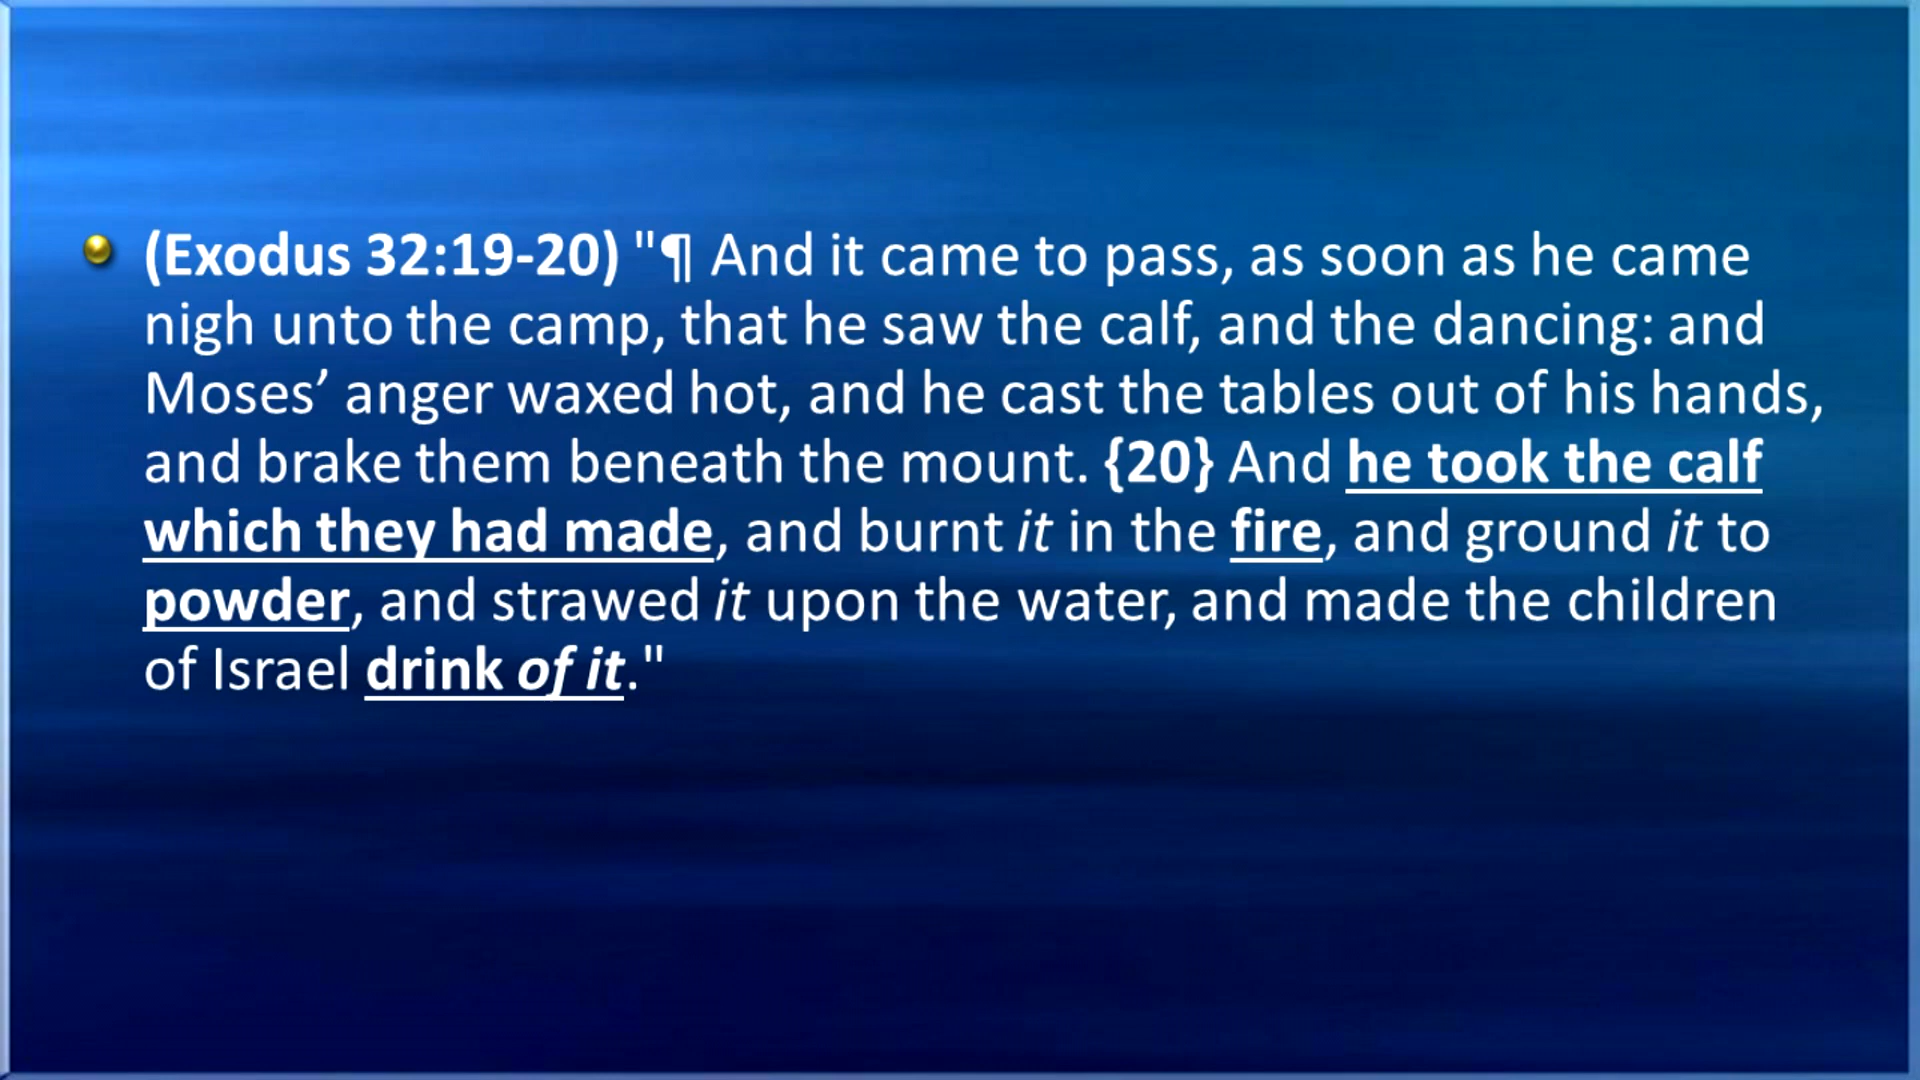 (Exodus 32:19-20) "¶ And it came to pass, as soon as he came
nigh unto the camp, that he saw the calf, and the dancing: and
Moses’ anger waxed hot, and he cast the tables out of his hands,
and brake them beneath the mount. {20} And he took the calf
which they had made, and burnt it in the fire, and ground it to
powder, and strawed it upon the water, and made the children
of Israel drink of it."